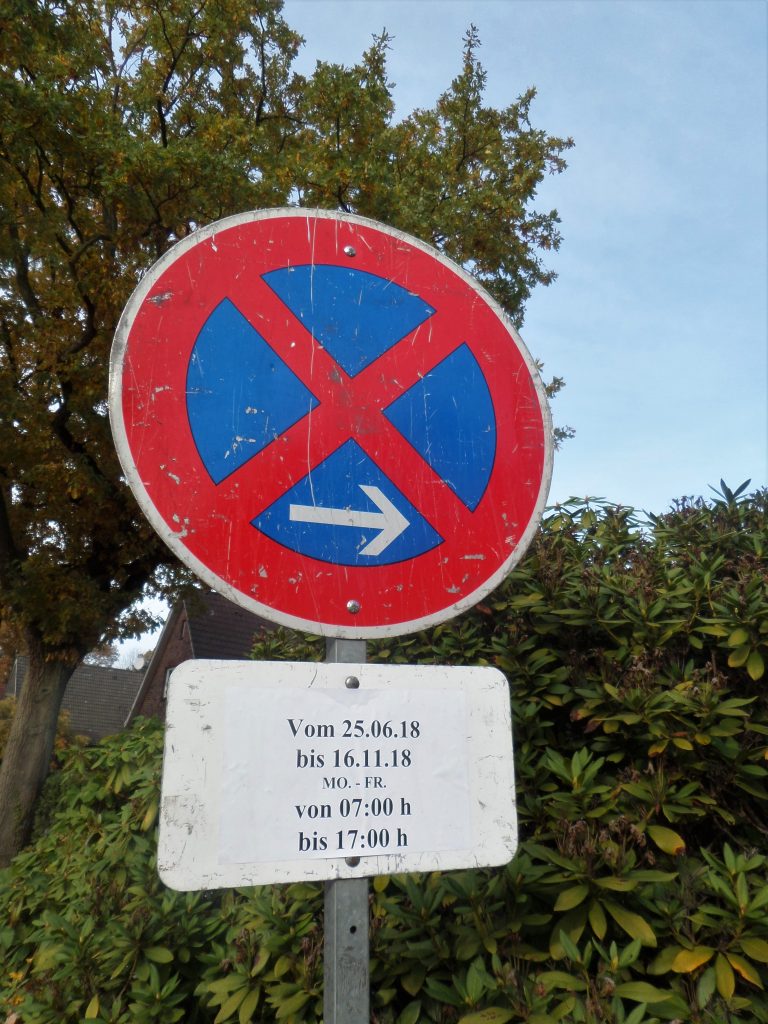 Vom 25.06.18
bis 16.11.18
MO. - FR.
von 07:00 h
bis 17:00 h